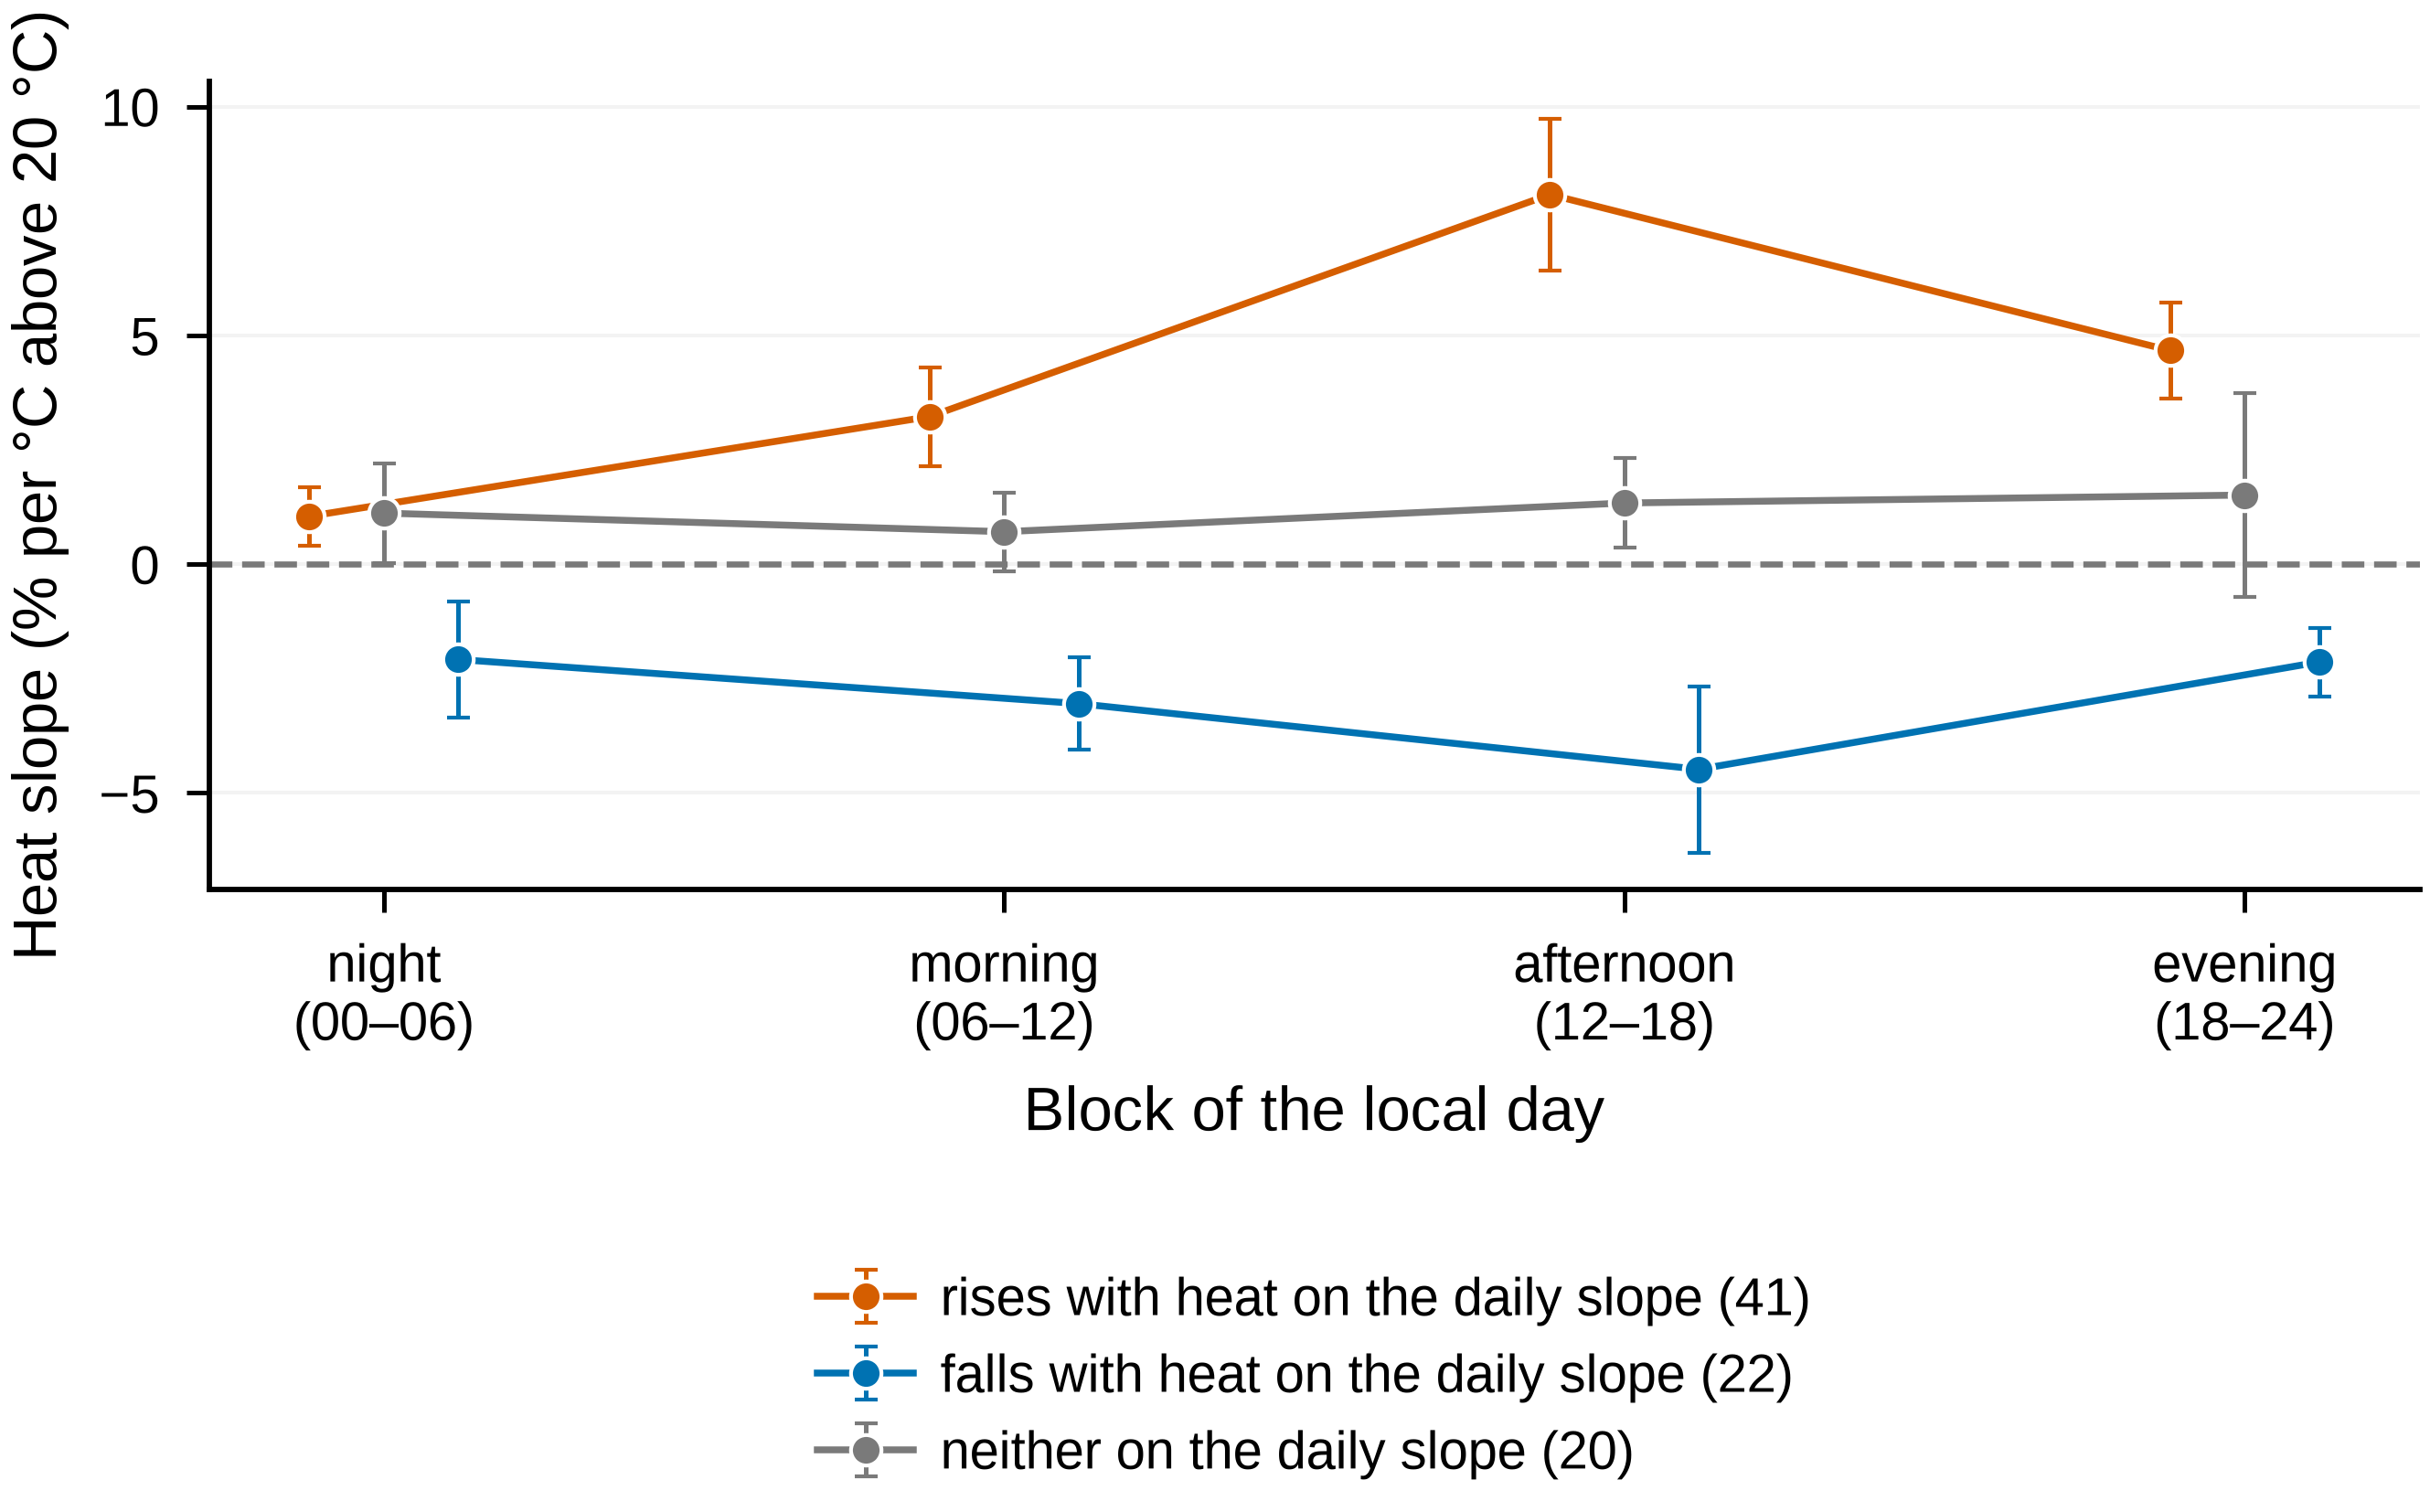 Heat slope (% per °C above 20 °C)
10
5
0
−5
night
(00–06)
morning
(06–12)
afternoon
(12–18)
evening
(18–24)
Block of the local day
rises with heat on the daily slope (41)
falls with heat on the daily slope (22)
neither on the daily slope (20)